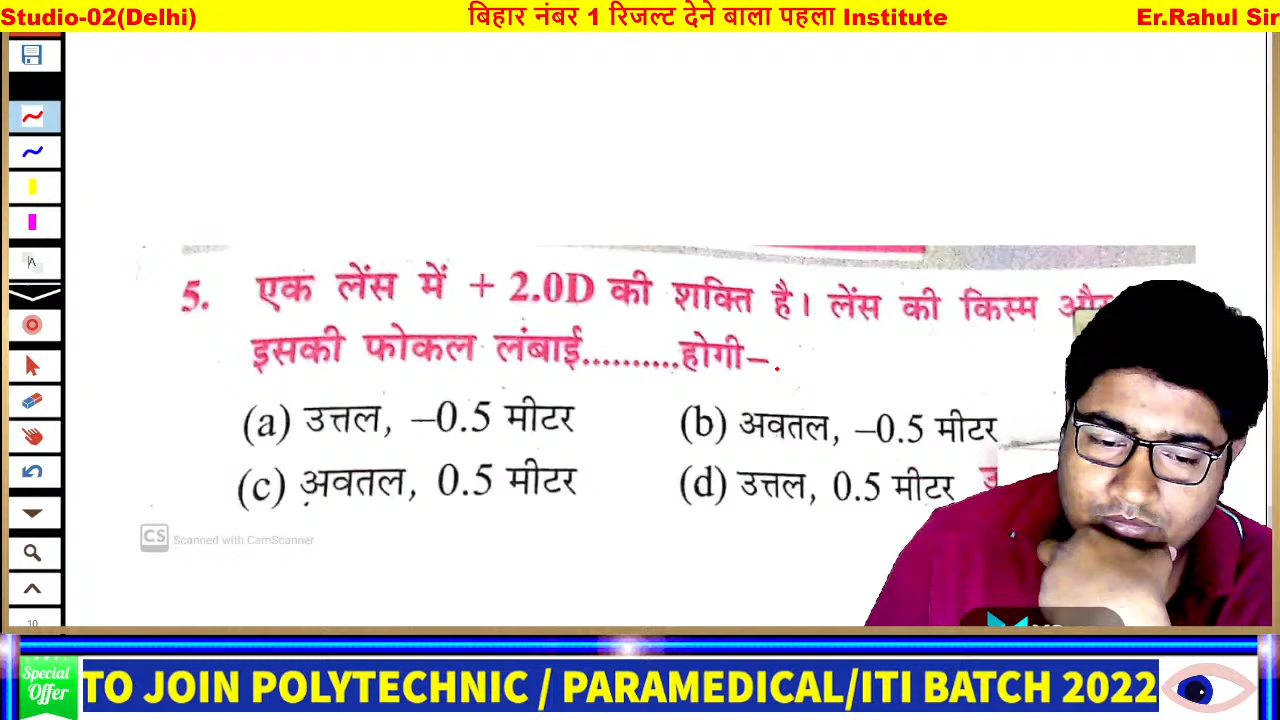 Studio-02(Delhi)
बिहार नंबर 1 रिजल्ट देने बाला पहला Institute
Er.Rahul Sir
5. एक लेंस में + 2.0D की शक्ति है। लेंस की किस्म और
इसकी फोकल लंबाई..........होगी–
(a) उत्तल, –0.5 मीटर
(b) अवतल, –0.5 मीटर
(c) अवतल, 0.5 मीटर
(d) उत्तल, 0.5 मीटर
CS Scanned with CamScanner
10
Special
Offer
TO JOIN POLYTECHNIC / PARAMEDICAL/ITI BATCH 2022